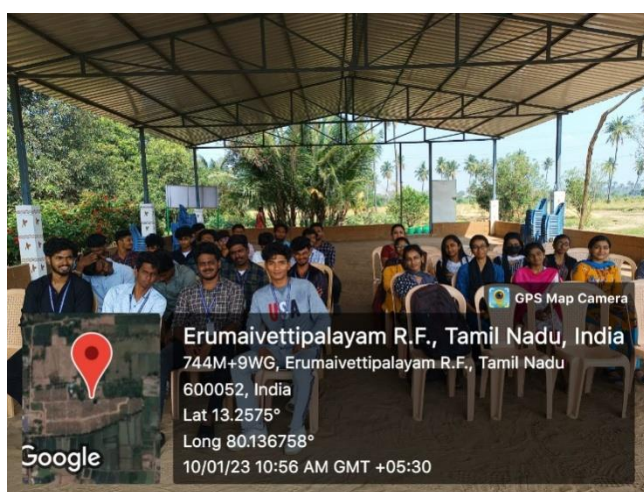 GPS Map Camera
Erumaivettipalayam R.F., Tamil Nadu, India
744M+9WG, Erumaivettipalayam R.F., Tamil Nadu
600052, India
Lat 13.2575°
Long 80.136758°
10/01/23 10:56 AM GMT +05:30
Google
USA